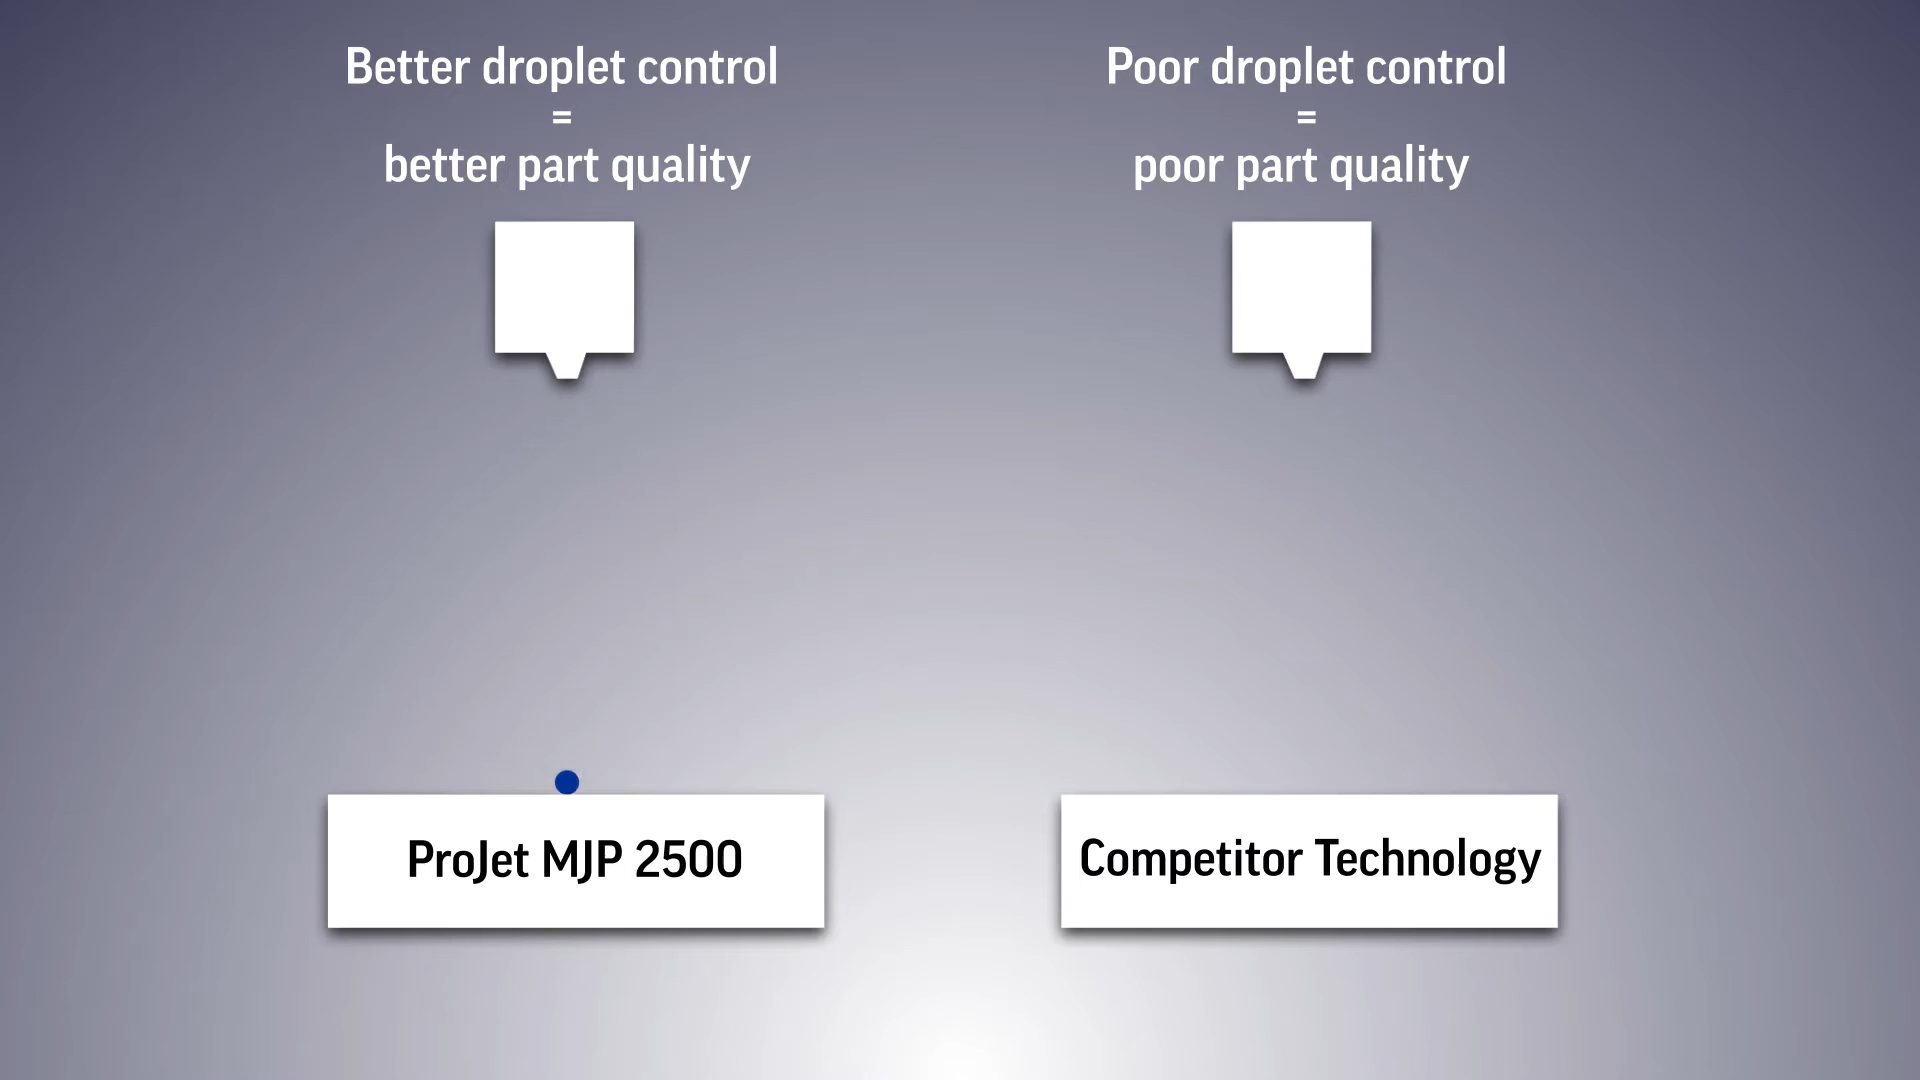 Better droplet control
=
better part quality
Poor droplet control
=
poor part quality
ProJet MJP 2500
Competitor Technology